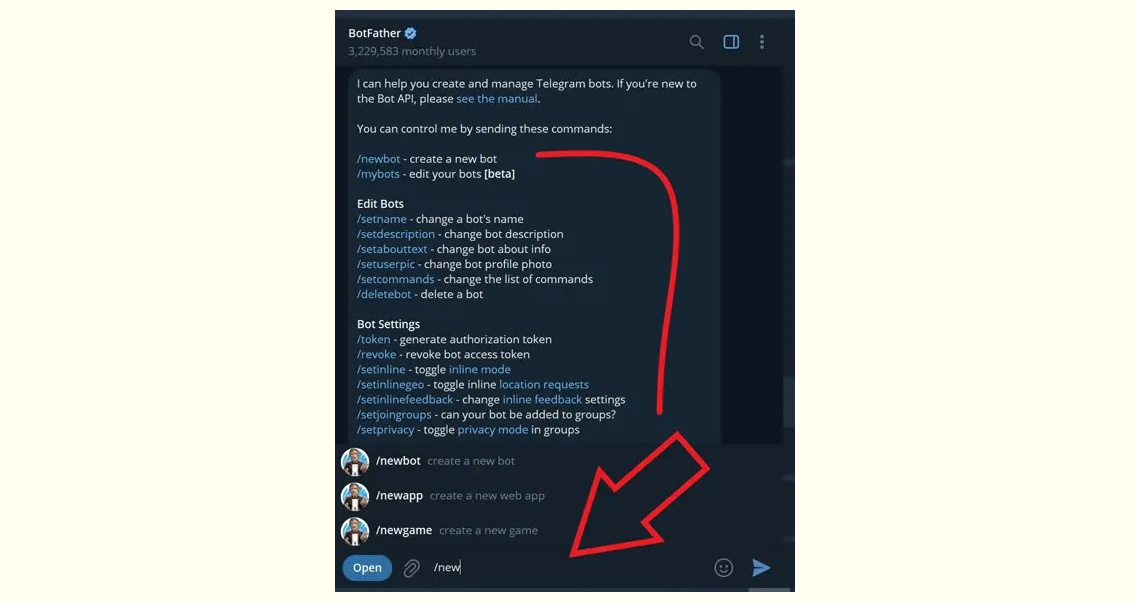 BotFather
3,229,583 monthly users
I can help you create and manage Telegram bots. If you're new to
the Bot API, please see the manual.
You can control me by sending these commands:
/newbot - create a new bot
/mybots - edit your bots [beta]
Edit Bots
/setname - change a bot's name
/setdescription - change bot description
/setabouttext - change bot about info
/setuserpic - change bot profile photo
/setcommands - change the list of commands
/deletebot - delete a bot
Bot Settings
/token - generate authorization token
/revoke - revoke bot access token
/setinline - toggle inline mode
/setinlinegeo - toggle inline location requests
/setinlinefeedback - change inline feedback settings
/setjoingroups - can your bot be added to groups?
/setprivacy - toggle privacy mode in groups
/newbot create a new bot
/newapp create a new web app
/newgame create a new game
Open /new